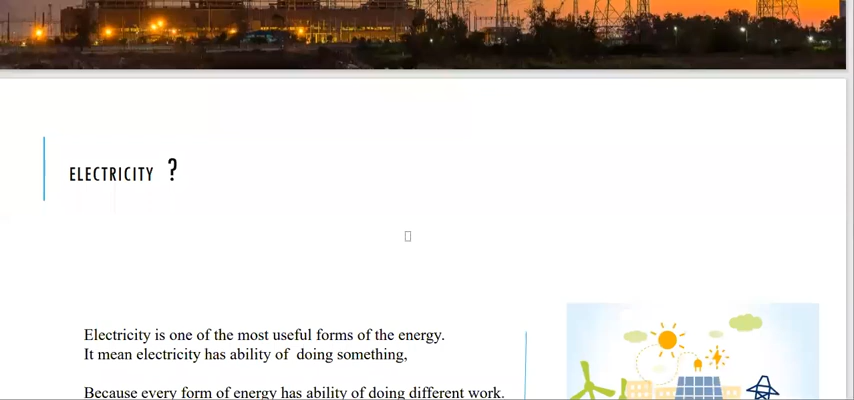 ELECTRICITY ?
Electricity is one of the most useful forms of the energy.
It mean electricity has ability of doing something,
Because every form of energy has ability of doing different work.